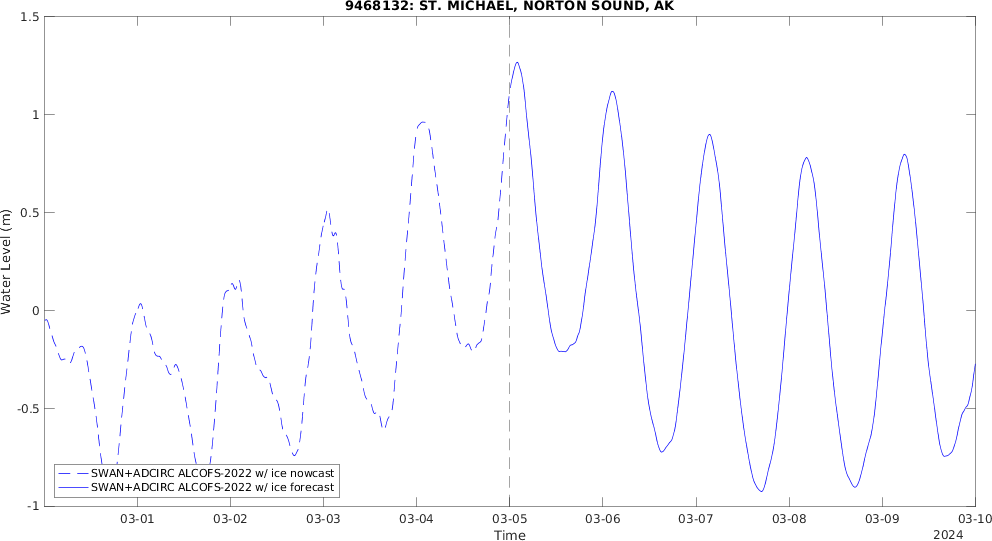 9468132: ST. MICHAEL, NORTON SOUND, AK
1.5
1
0.5
0
-0.5
-1
Water Level (m)
SWAN+ADCIRC ALCOFS-2022 w/ ice nowcast
SWAN+ADCIRC ALCOFS-2022 w/ ice forecast
03-01 03-02 03-03 03-04 03-05 03-06 03-07 03-08 03-09 03-10
Time
2024